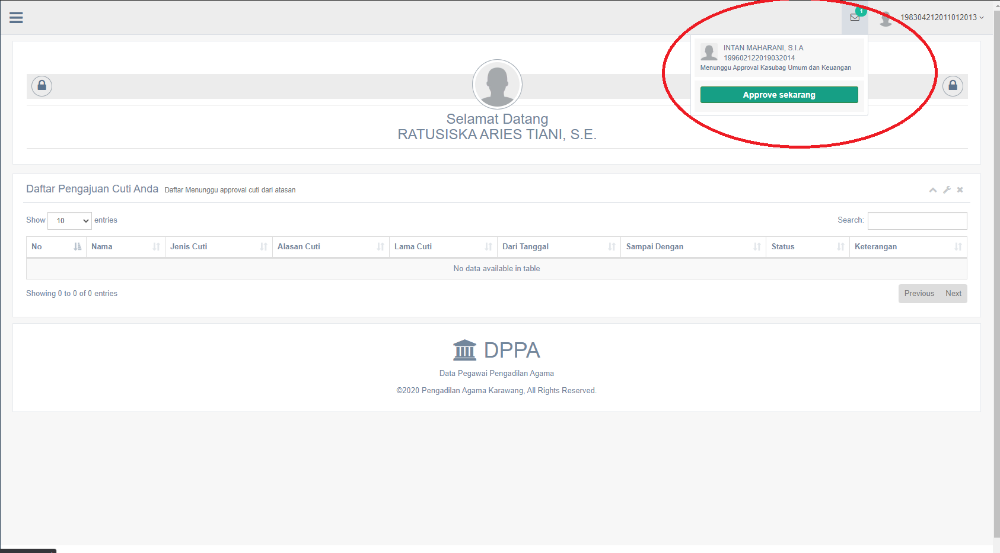 1
198304212011012013
INTAN MAHARANI, S.I.A
199602122019032014
Menunggu Approval Kasubag Umum dan Keuangan
Approve sekarang
Selamat Datang
RATUSISKA ARIES TIANI, S.E.
Daftar Pengajuan Cuti Anda Daftar Menunggu approval cuti dari atasan
Show 10 entries Search:
No Nama Jenis Cuti Alasan Cuti Lama Cuti Dari Tanggal Sampai Dengan Status Keterangan
No data available in table
Showing 0 to 0 of 0 entries Previous Next
DPPA
Data Pegawai Pengadilan Agama
©2020 Pengadilan Agama Karawang, All Rights Reserved.